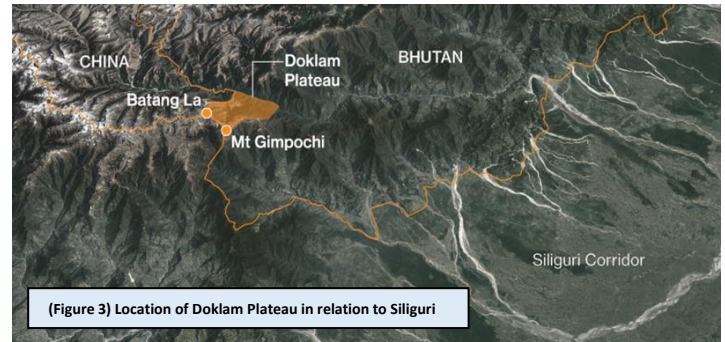 CHINA
Doklam
Plateau
BHUTAN
Batang La
Mt Gimpochi
Siliguri Corridor
(Figure 3) Location of Doklam Plateau in relation to Siliguri